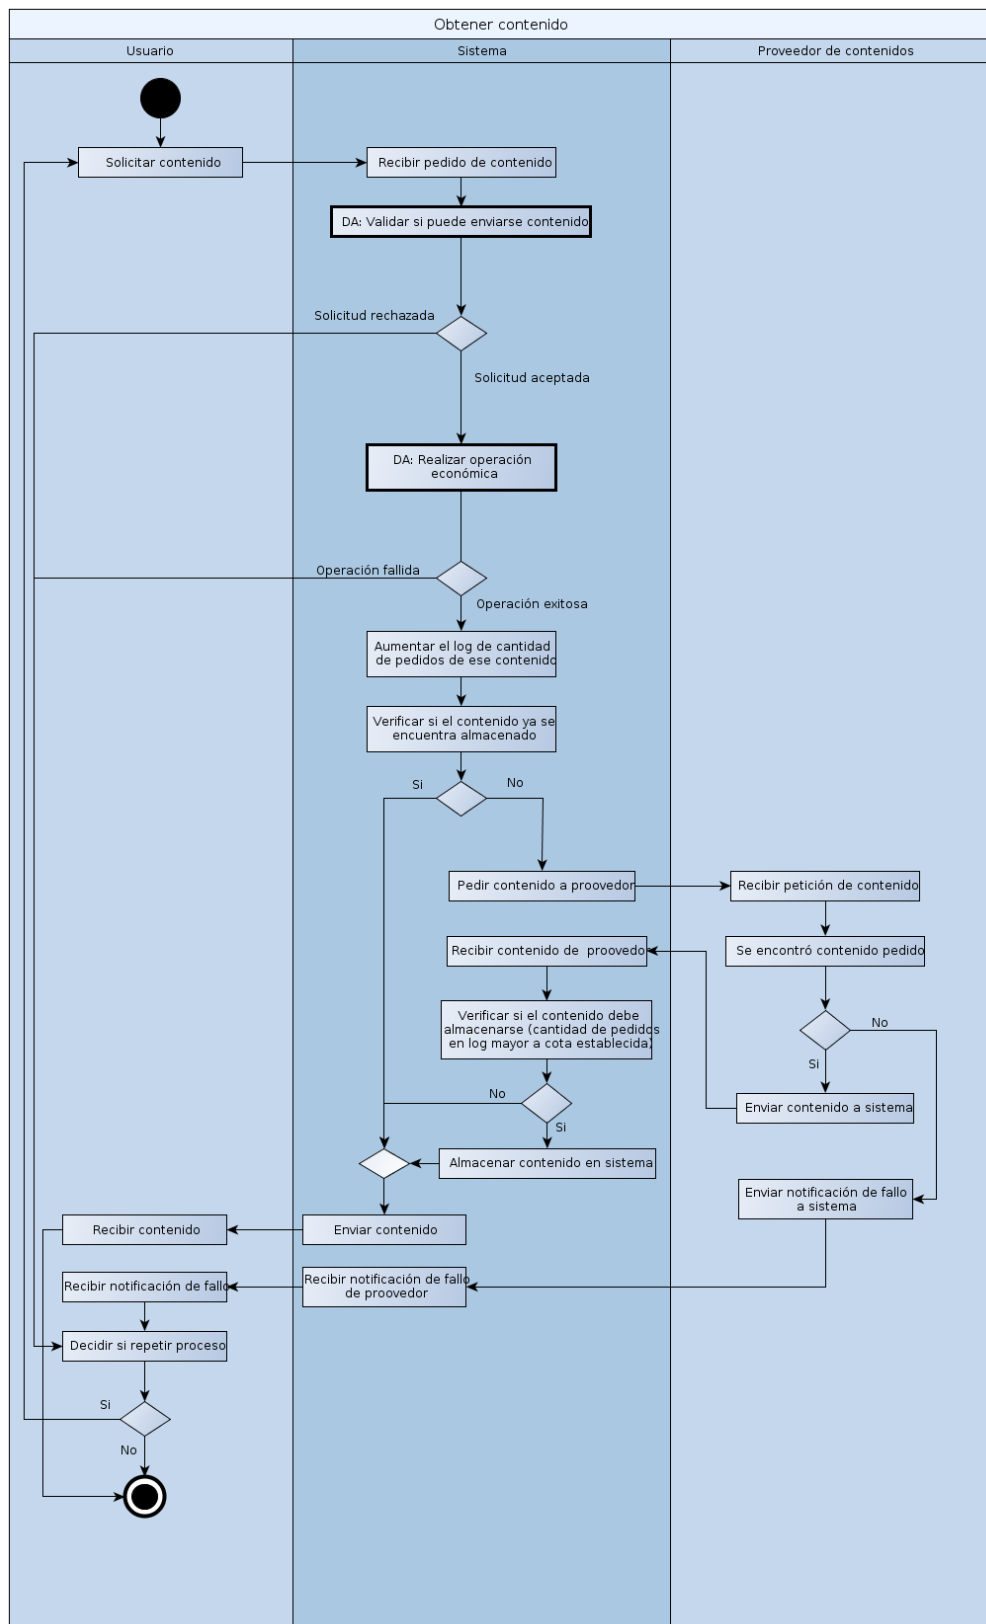 Obtener contenido
Usuario
Sistema
Proveedor de contenidos
Solicitar contenido
Recibir pedido de contenido
DA: Validar si puede enviarse contenido
Solicitud rechazada
Solicitud aceptada
DA: Realizar operación
económica
Operación fallida
Operación exitosa
Aumentar el log de cantidad
de pedidos de ese contenido
Verificar si el contenido ya se
encuentra almacenado
Si
No
Pedir contenido a proovedor
Recibir petición de contenido
Recibir contenido de proovedor
Se encontró contenido pedido
Verificar si el contenido debe
almacenarse (cantidad de pedidos
en log mayor a cota establecida)
No
Si
Enviar contenido a sistema
No
Si
Almacenar contenido en sistema
Enviar notificación de fallo
a sistema
Recibir contenido
Enviar contenido
Recibir notificación de fallo
Recibir notificación de fallo
de proovedor
Decidir si repetir proceso
Si
No